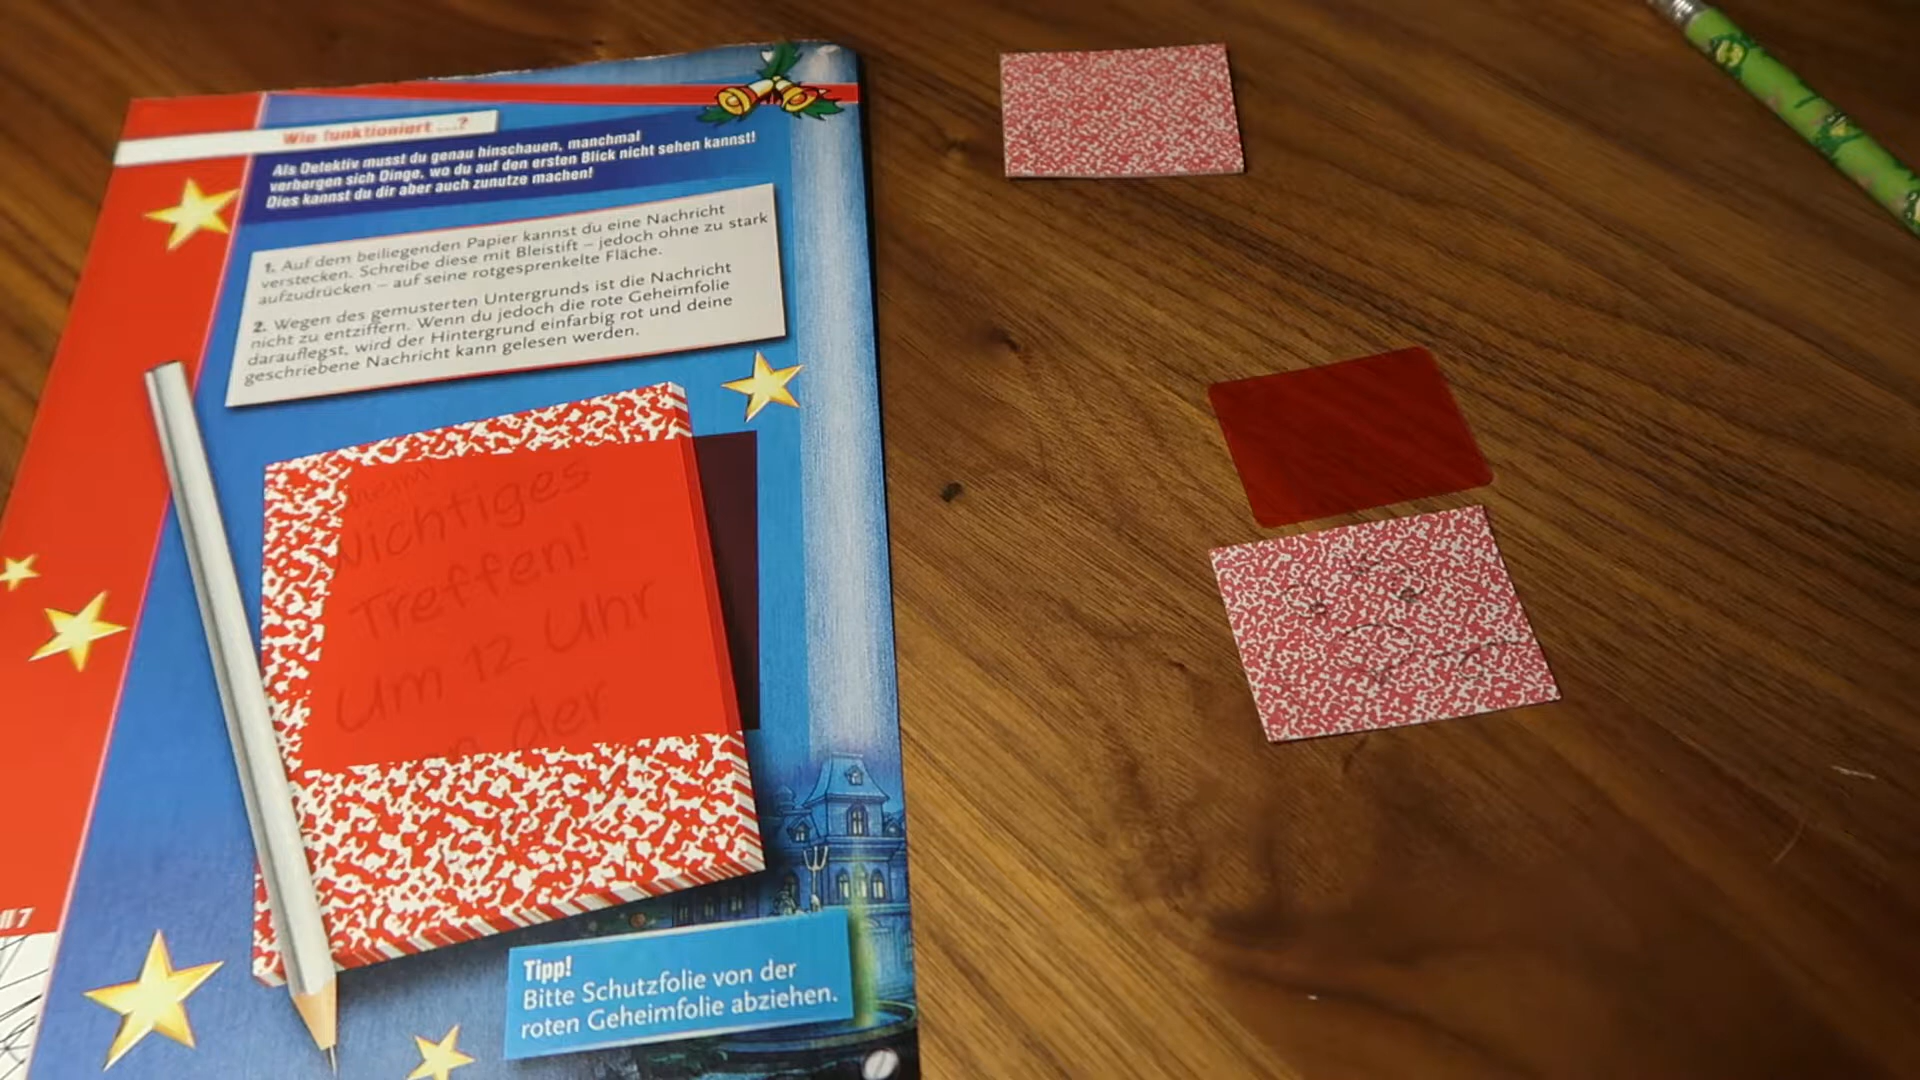 Wie funktioniert ...?
Als Detektiv musst du genau hinschauen, manchmal
verbergen sich Dinge, wo du auf den ersten Blick nicht sehen kannst!
Dies kannst du dir aber auch zunutze machen!
1. Auf dem beiliegenden Papier kannst du eine Nachricht
verstecken. Schreibe diese mit Bleistift – jedoch ohne zu stark
aufzudrücken – auf seine rotgesprenkelte Fläche.
2. Wegen des gemusterten Untergrunds ist die Nachricht
nicht zu entziffern. Wenn du jedoch die rote Geheimfolie
darauflegst, wird der Hintergrund einfarbig rot und deine
geschriebene Nachricht kann gelesen werden.
Wichtiges
Treffen!
Um 12 Uhr
der
Tipp!
Bitte Schutzfolie von der
roten Geheimfolie abziehen.